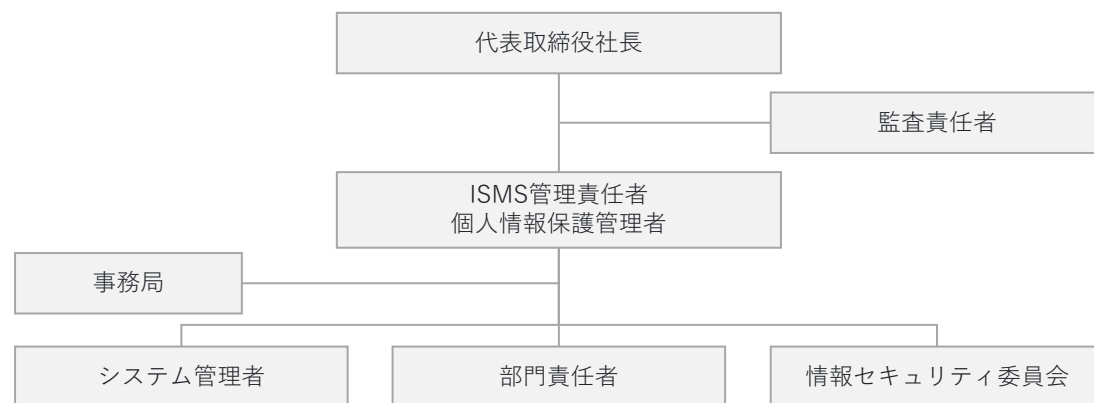 代表取締役社長
監査責任者
ISMS管理責任者
個人情報保護管理者
事務局
システム管理者
部門責任者
情報セキュリティ委員会